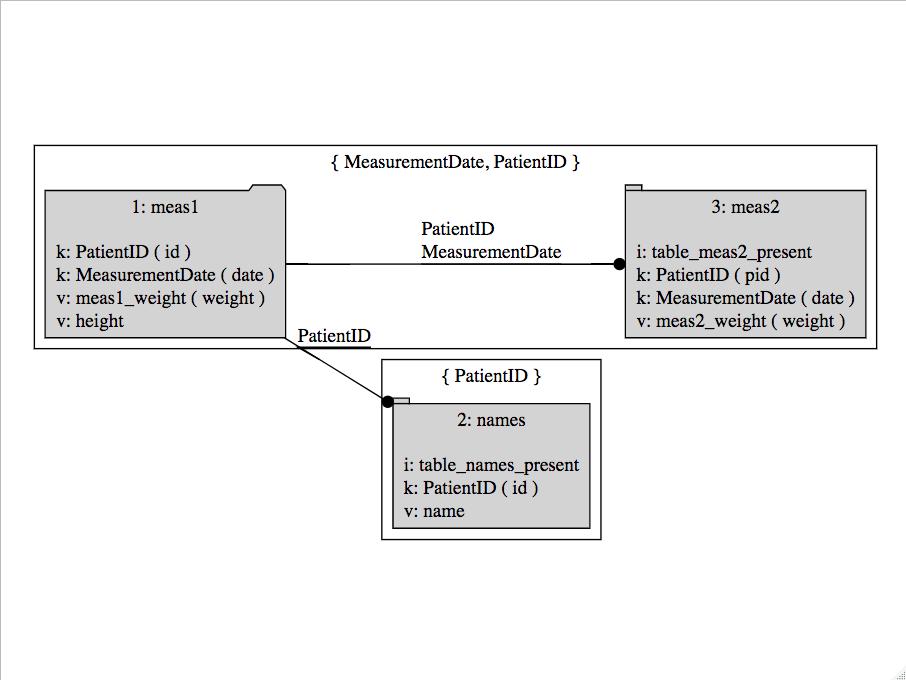 { MeasurementDate, PatientID }
1: meas1
k: PatientID ( id )
k: MeasurementDate ( date )
v: meas1_weight ( weight )
v: height
PatientID
MeasurementDate
3: meas2
i: table_meas2_present
k: PatientID ( pid )
k: MeasurementDate ( date )
v: meas2_weight ( weight )
PatientID
{ PatientID }
2: names
i: table_names_present
k: PatientID ( id )
v: name